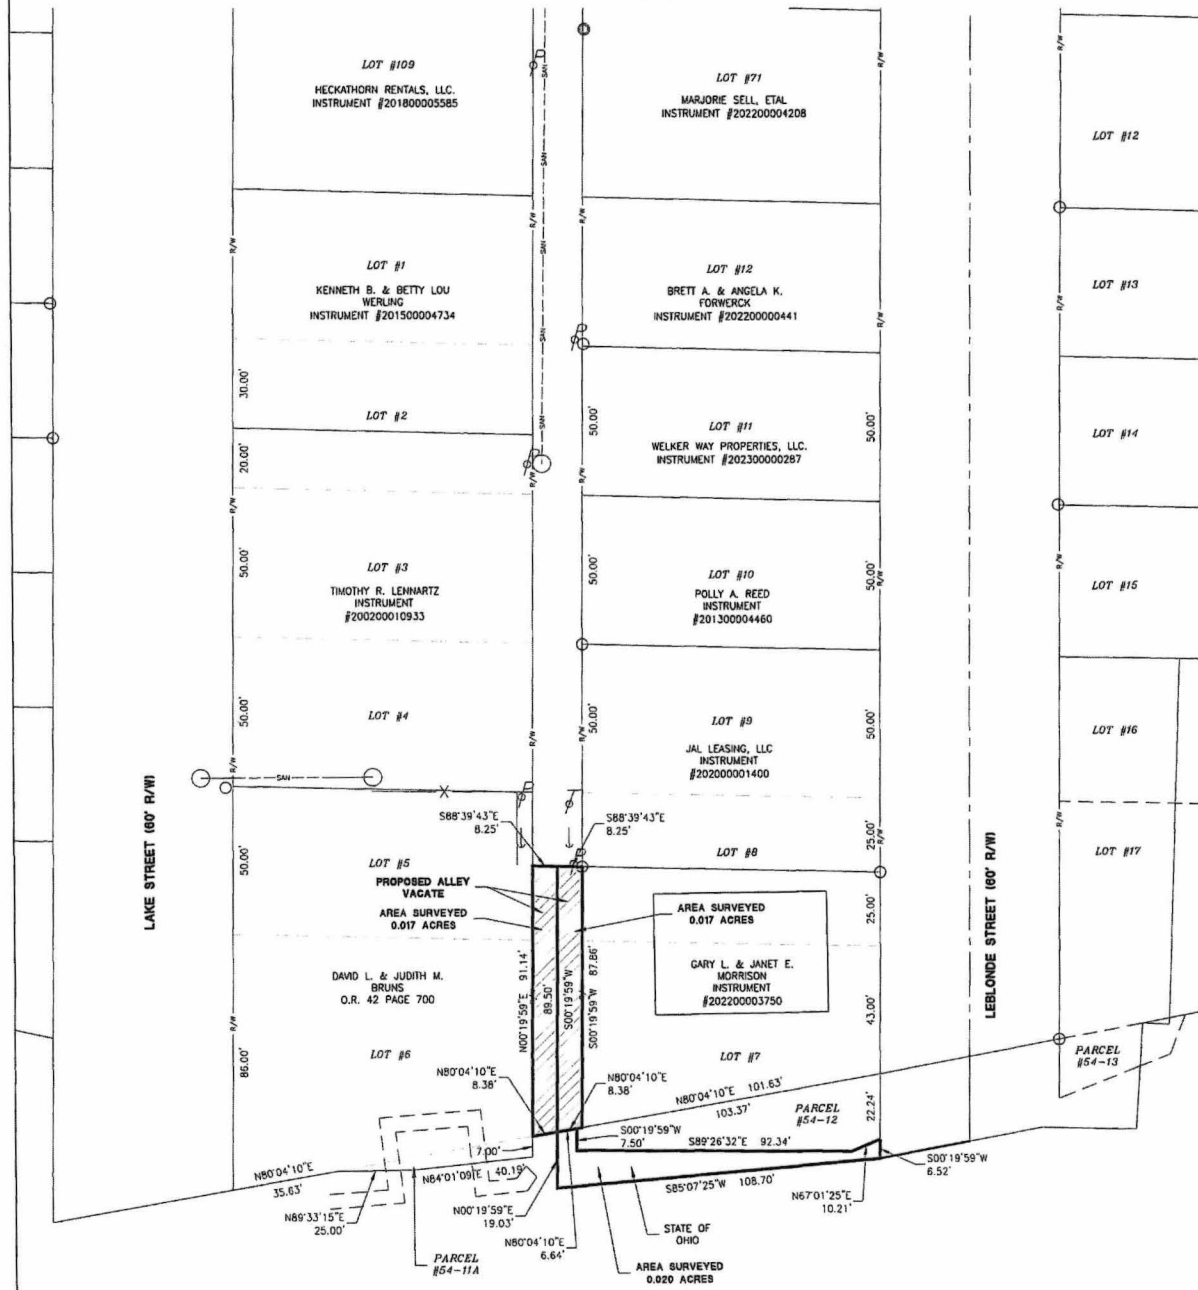 LOT #109
HECKATHORN RENTALS, LLC.
INSTRUMENT #201800005585
LOT #71
MARJORIE SELL, ETAL
INSTRUMENT #202200004208
LOT #12
R/W
R/W
R/W
R/W
SAN
SAN
SAN
SAN
LOT #1
KENNETH B. & BETTY LOU
WERLING
INSTRUMENT #201500004734
LOT #12
BRETT A. & ANGELA K.
FORWERCK
INSTRUMENT #202200000441
LOT #13
R/W
R/W
R/W
R/W
30.00'
LOT #2
20.00'
50.00'
LOT #11
WELKER WAY PROPERTIES, LLC.
INSTRUMENT #202300000287
50.00'
LOT #14
R/W
R/W
50.00'
LOT #3
TIMOTHY R. LENNARTZ
INSTRUMENT
#200200010933
50.00'
LOT #10
POLLY A. REED
INSTRUMENT
#201300004460
50.00'
R/W
R/W
LOT #15
50.00'
LOT #4
R/W
R/W
R/W
50.00'
LOT #9
JAL LEASING, LLC
INSTRUMENT
#202000001400
50.00'
LOT #16
SAN
LAKE STREET (60' R/W)
S88°39'43"E
8.25'
S88°39'43"E
8.25'
25.00'
R/W
R/W
50.00'
LOT #5
LOT #8
LOT #17
PROPOSED ALLEY
VACATE
AREA SURVEYED
0.017 ACRES
AREA SURVEYED
0.017 ACRES
25.00'
LEBLONDE STREET (60' R/W)
DAVID L. & JUDITH M.
BRUNS
O.R. 42 PAGE 700
N00°19'59"E 91.14'
89.50'
S00°19'59"W
S00°19'59"W 87.86'
GARY L. & JANET E.
MORRISON
INSTRUMENT
#202200003750
43.00'
R/W
86.00'
LOT #6
LOT #7
PARCEL
#54-13
N80°04'10"E
8.38'
N80°04'10"E
8.38'
N80°04'10"E 101.63'
103.37'
PARCEL
#54-12
22.24'
S00°19'59"W
7.50'
S89°26'32"E 92.34'
7.00'
N84°01'09"E 40.19'
N80°04'10"E
35.63'
S00°19'59"W
6.52'
S85°07'25"W 108.70'
N67°01'25"E
10.21'
N89°33'15"E
25.00'
N00°19'59"E
19.03'
N80°04'10"E
6.64'
STATE OF
OHIO
PARCEL
#54-11A
AREA SURVEYED
0.020 ACRES